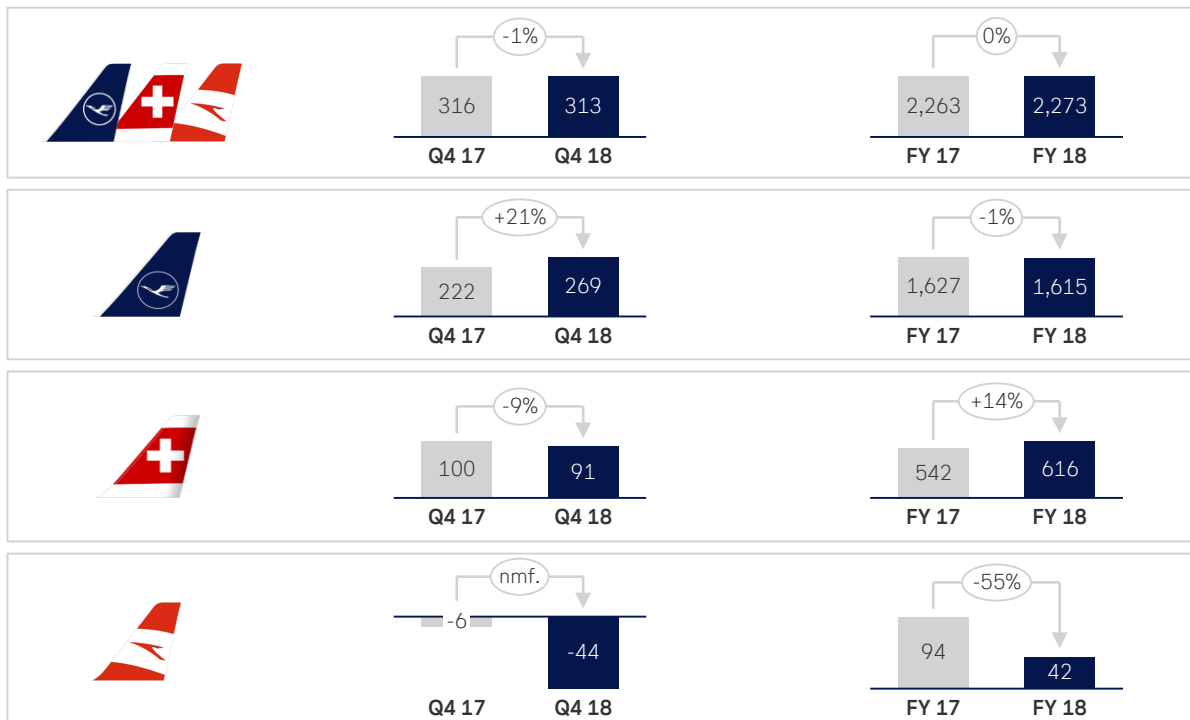 -1% 0%
316 313 2,263 2,273
Q4 17 Q4 18 FY 17 FY 18
+21% -1%
222 269 1,627 1,615
Q4 17 Q4 18 FY 17 FY 18
-9% +14%
100 91 542 616
Q4 17 Q4 18 FY 17 FY 18
nmf. -55%
-6 -44 94 42
Q4 17 Q4 18 FY 17 FY 18